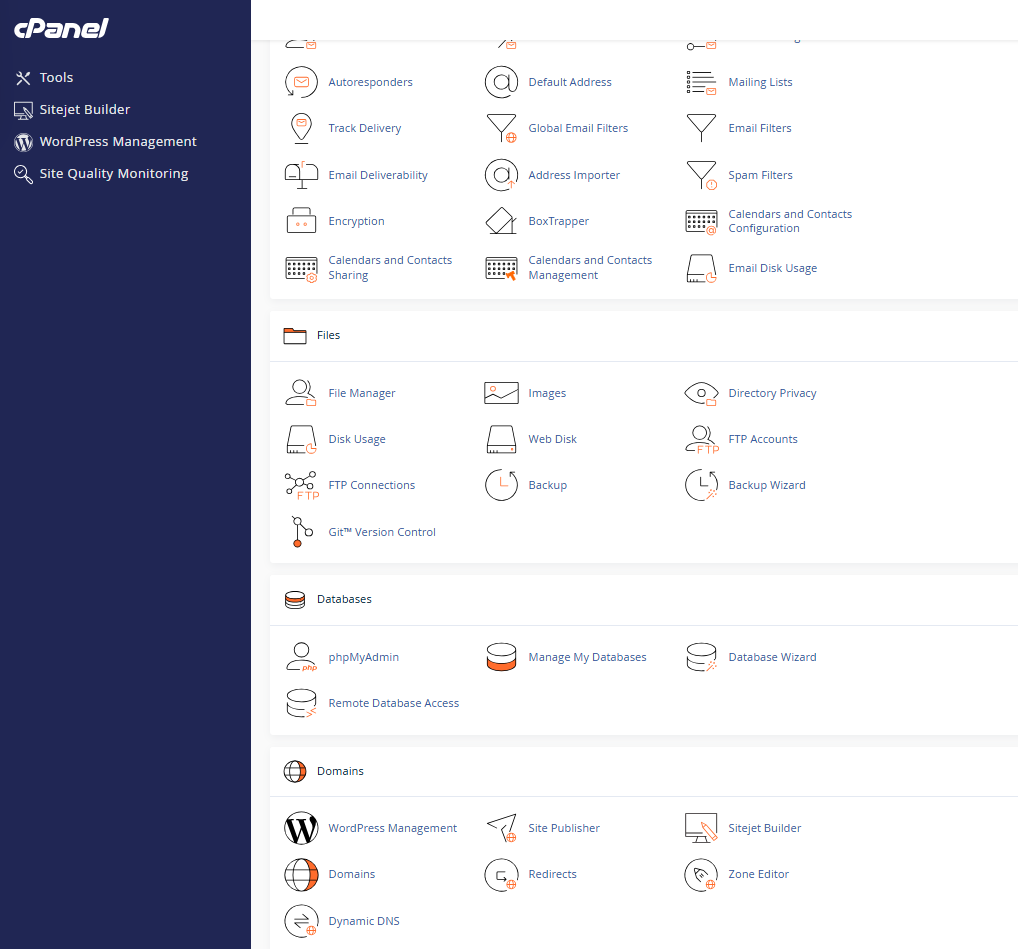 cPanel
Tools
Sitejet Builder
WordPress Management
Site Quality Monitoring
Autoresponders
Default Address
Mailing Lists
Track Delivery
Global Email Filters
Email Filters
Email Deliverability
Address Importer
Spam Filters
Encryption
BoxTrapper
Calendars and Contacts
Configuration
Calendars and Contacts
Sharing
Calendars and Contacts
Management
Email Disk Usage
Files
File Manager
Images
Directory Privacy
Disk Usage
Web Disk
FTP
FTP Accounts
FTP
FTP Connections
Backup
Backup Wizard
Git™ Version Control
Databases
php
phpMyAdmin
Manage My Databases
Database Wizard
Remote Database Access
Domains
WordPress Management
Site Publisher
Sitejet Builder
Domains
Redirects
Zone Editor
Dynamic DNS